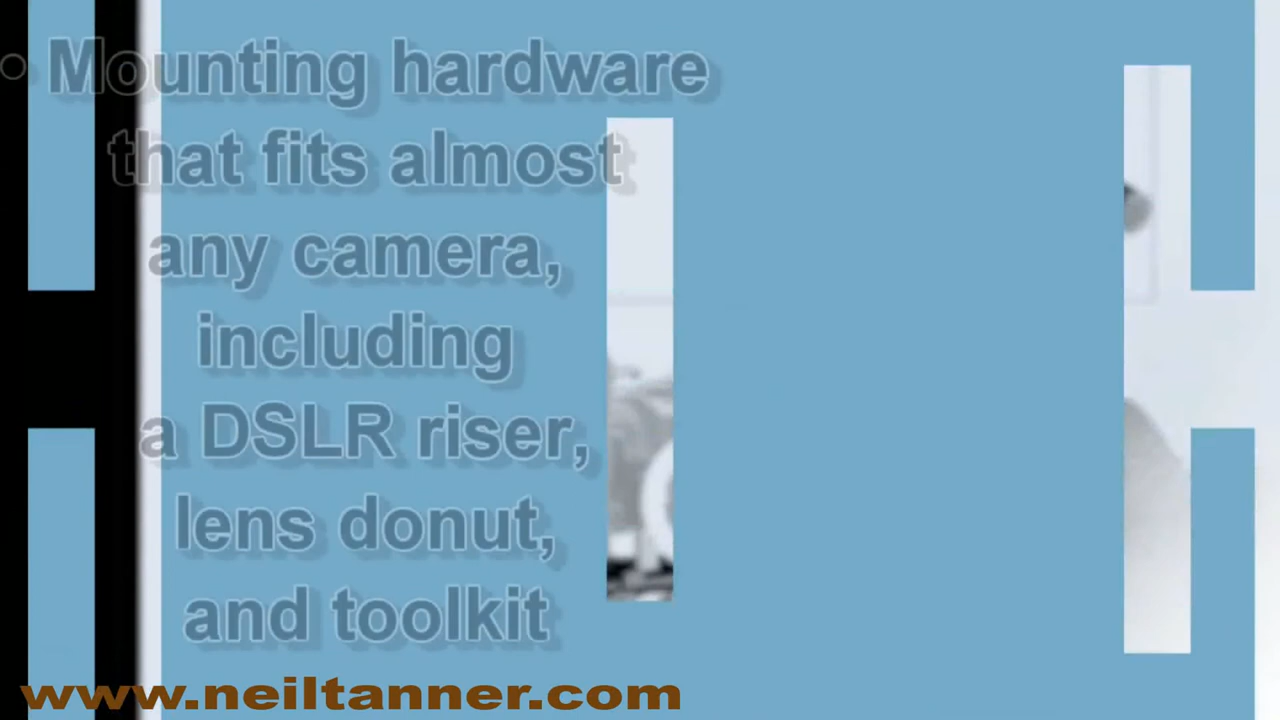 • Mounting hardware
that fits almost
any camera,
including
a DSLR riser,
lens donut,
and toolkit
www.neiltanner.com